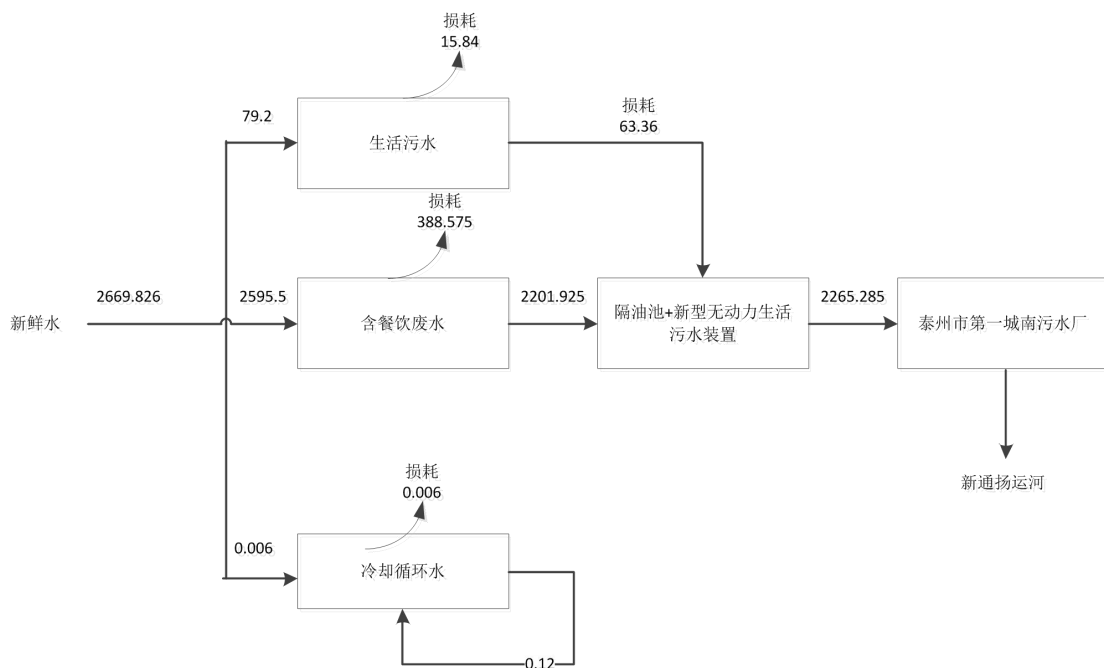 损耗
15.84
79.2
生活污水
损耗
63.36
损耗
388.575
新鲜水
2669.826
2595.5
含餐饮废水
2201.925
隔油池+新型无动力生活
污水装置
2265.285
泰州市第一城南污水厂
新通扬运河
损耗
0.006
0.006
冷却循环水
0.12